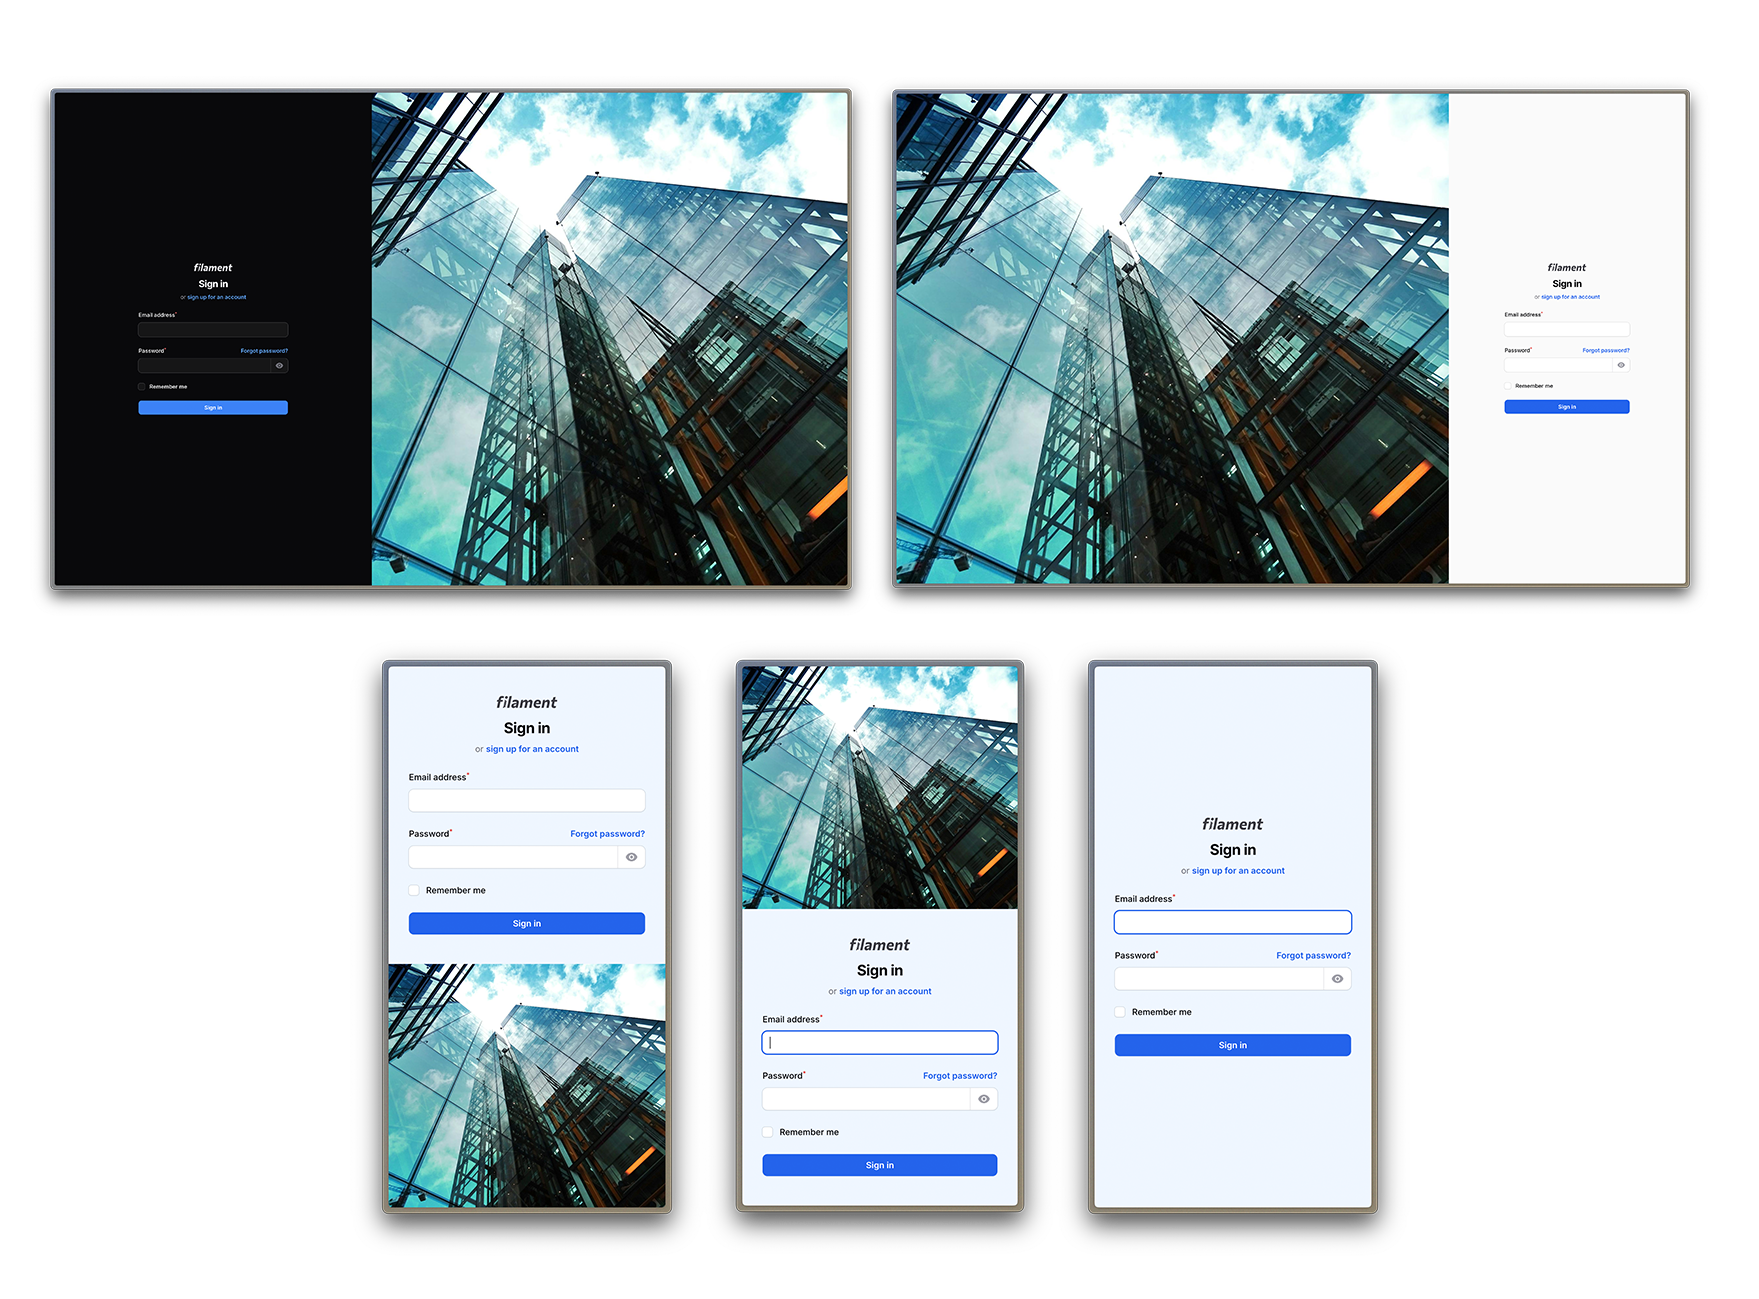 filament
Sign in
or sign up for an account
Email address*
Password* Forgot password?
Remember me
Sign in
filament
Sign in
or sign up for an account
Email address*
Password* Forgot password?
Remember me
Sign in
filament
Sign in
or sign up for an account
Email address*
Password* Forgot password?
Remember me
Sign in
filament
Sign in
or sign up for an account
Email address*
Password* Forgot password?
Remember me
Sign in
filament
Sign in
or sign up for an account
Email address*
Password* Forgot password?
Remember me
Sign in